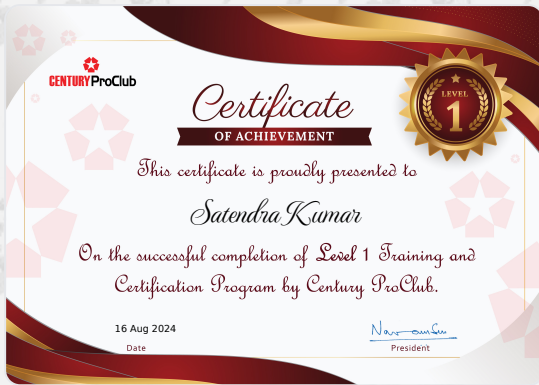 CENTURY ProClub
LEVEL
1
Certificate
OF ACHIEVEMENT
This certificate is proudly presented to
Satendra Kumar
On the successful completion of Level 1 Training and
Certification Program by Century ProClub.
16 Aug 2024
Date
President